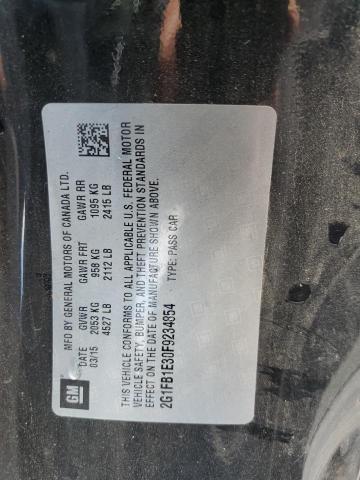 GM
MFD BY GENERAL MOTORS OF CANADA LTD.
DATE GVWR GAWR FRT GAWR RR
03/15 2053 KG 958 KG 1095 KG
4527 LB 2112 LB 2415 LB
THIS VEHICLE CONFORMS TO ALL APPLICABLE U.S. FEDERAL MOTOR
VEHICLE SAFETY, BUMPER, AND THEFT PREVENTION STANDARDS IN
EFFECT ON THE DATE OF MANUFACTURE SHOWN ABOVE.
2G1FB1E30F9234854 TYPE: PASS CAR